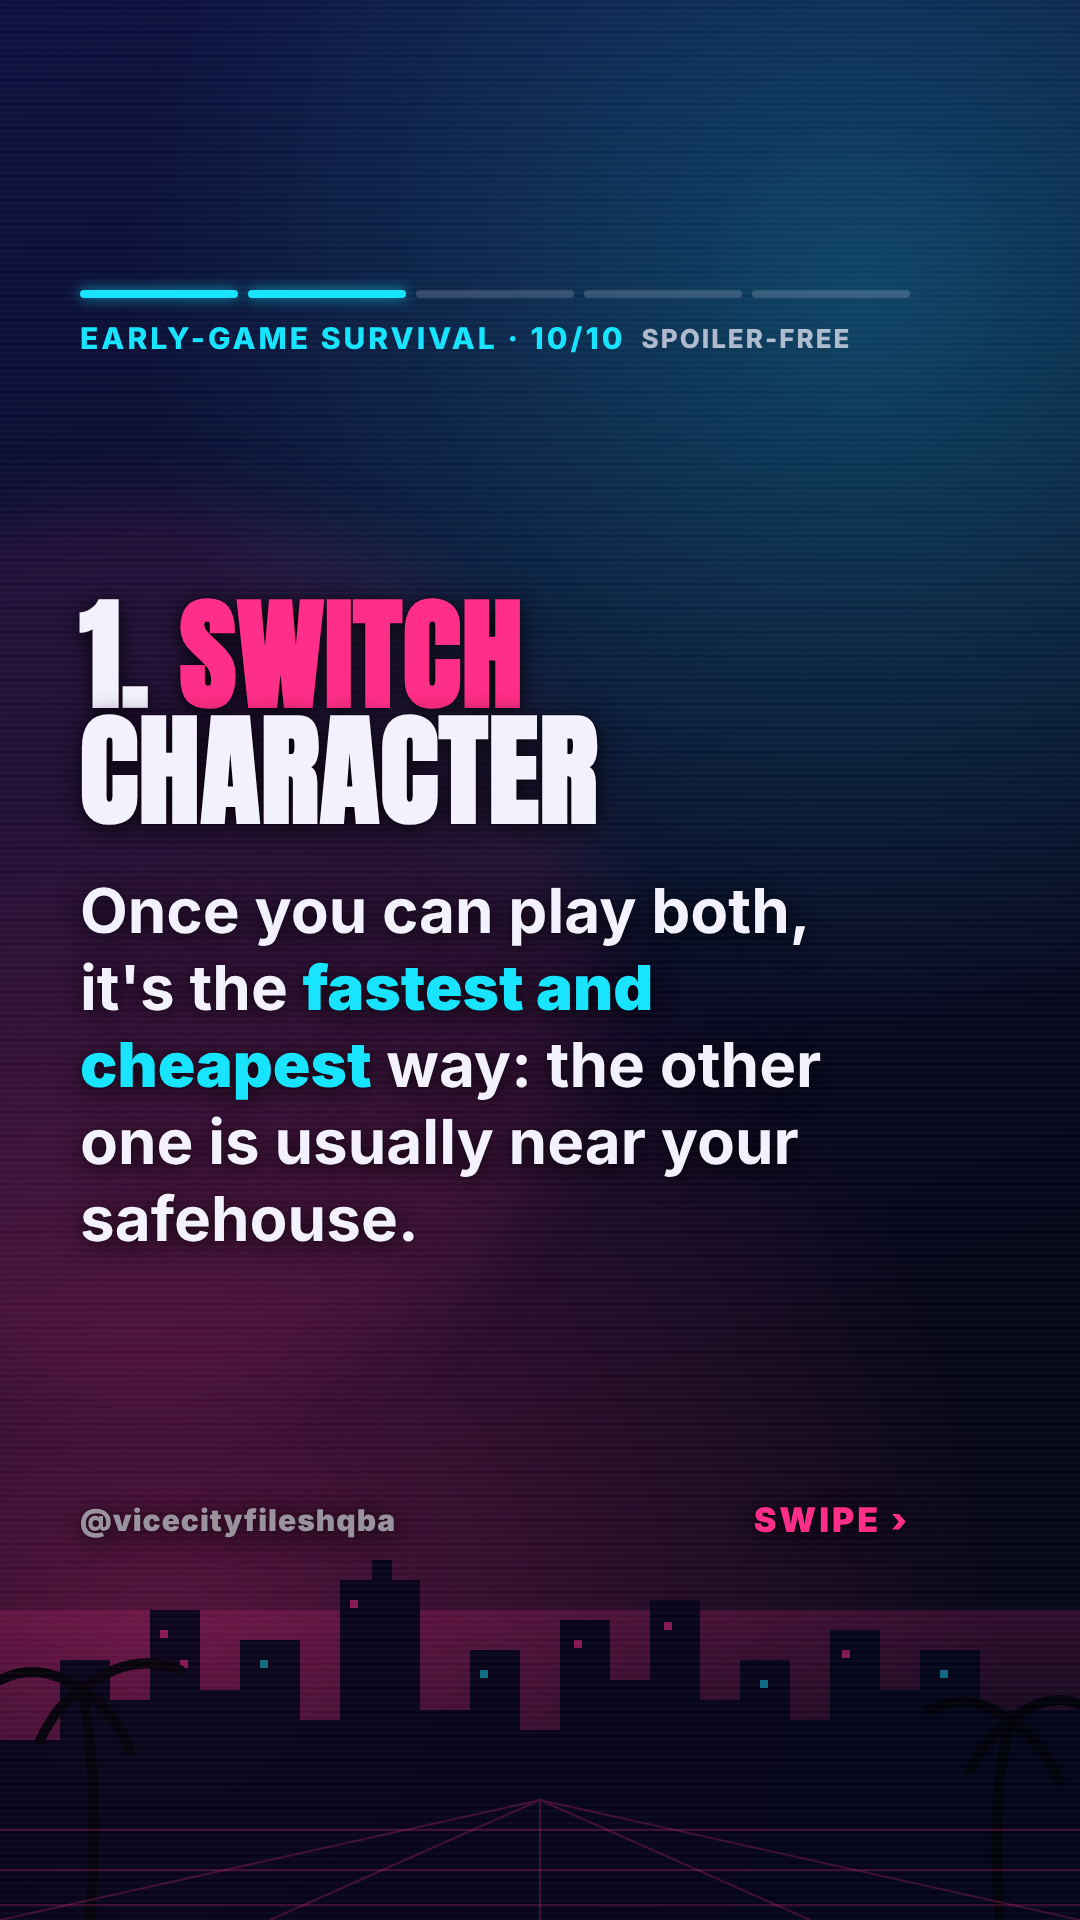 EARLY-GAME SURVIVAL · 10/10 SPOILER-FREE
1. SWITCH
CHARACTER
Once you can play both,
it's the fastest and
cheapest way: the other
one is usually near your
safehouse.
@vicecityfileshqba SWIPE ›